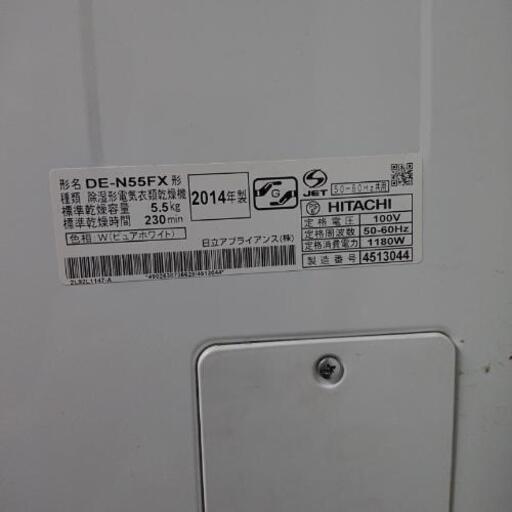 形名 DE-N55FX 形
種類 除湿形電気衣類乾燥機
標準乾燥容量 5.5kg
標準乾燥時間 230min
色相 W(ピュアホワイト)
2014年製
G
S
JET
50-60Hz共用
HITACHI
定格電圧 100V
定格周波数 50-60Hz
定格消費電力 1180W
製造番号 4513044
日立アプライアンス(株)
2L92L1147-A